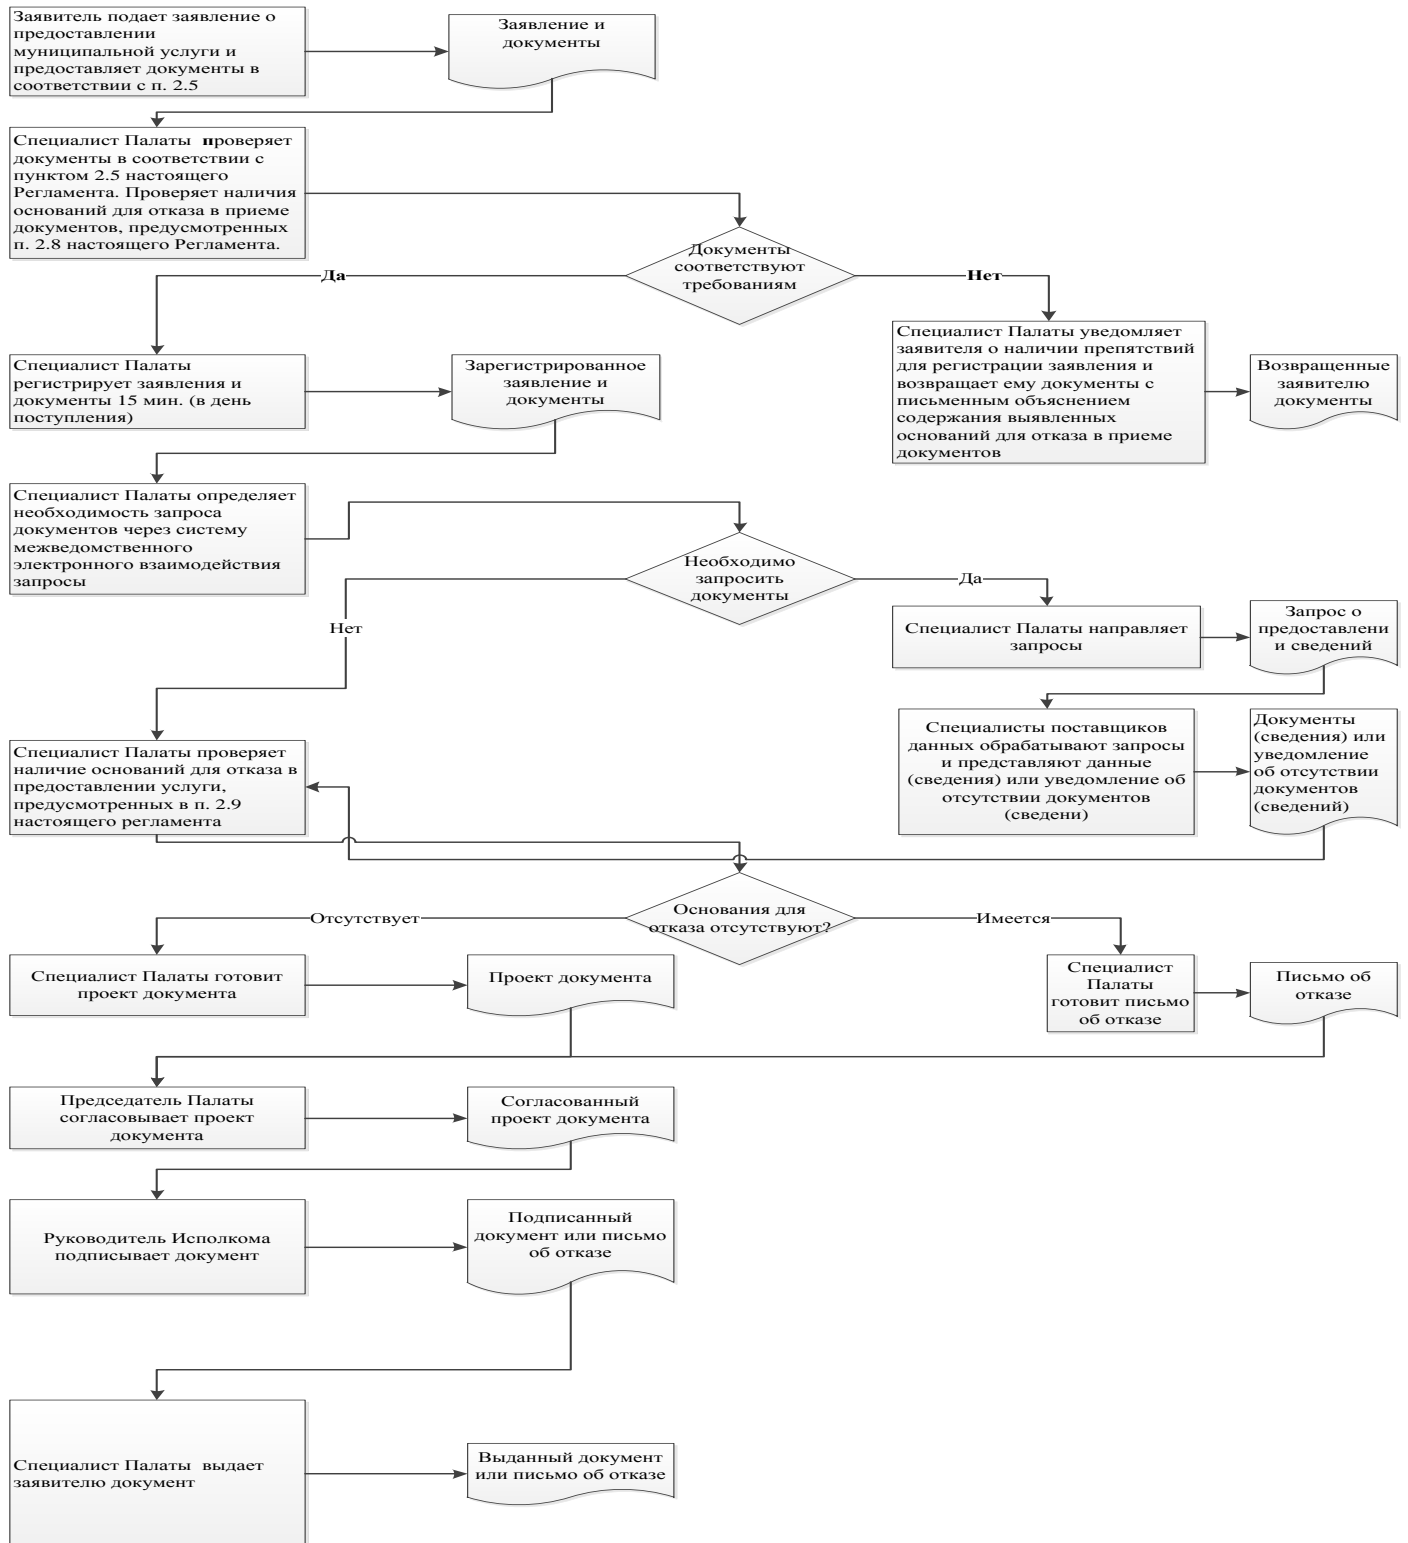 Заявитель подает заявление о
предоставлении
муниципальной услуги и
предоставляет документы в
соответствии с п. 2.5
Заявление и
документы
Специалист Палаты проверяет
документы в соответствии с
пунктом 2.5 настоящего
Регламента. Проверяет наличия
оснований для отказа в приеме
документов, предусмотренных
п. 2.8 настоящего Регламента.
Документы
соответствуют
требованиям
Да
Нет
Специалист Палаты
регистрирует заявления и
документы 15 мин. (в день
поступления)
Зарегистрированное
заявление и
документы
Специалист Палаты уведомляет
заявителя о наличии препятствий
для регистрации заявления и
возвращает ему документы с
письменным объяснением
содержания выявленных
оснований для отказа в приеме
документов
Возвращенные
заявителю
документы
Специалист Палаты определяет
необходимость запроса
документов через систему
межведомственного
электронного взаимодействия
запросы
Необходимо
запросить
документы
Да
Нет
Специалист Палаты направляет
запросы
Запрос о
предоставлени
и сведений
Специалист Палаты проверяет
наличие оснований для отказа в
предоставлении услуги,
предусмотренных в п. 2.9
настоящего регламента
Специалисты поставщиков
данных обрабатывают запросы
и представляют данные
(сведения) или уведомление об
отсутствии документов
(сведени)
Документы
(сведения) или
уведомление
об отсутствии
документов
(сведений)
Основания для
отказа отсутствуют?
Отсутствует
Имеется
Специалист Палаты готовит
проект документа
Проект документа
Специалист
Палаты
готовит письмо
об отказе
Письмо об
отказе
Председатель Палаты
согласовывает проект
документа
Согласованный
проект документа
Руководитель Исполкома
подписывает документ
Подписанный
документ или письмо
об отказе
Специалист Палаты выдает
заявителю документ
Выданный документ
или письмо об отказе